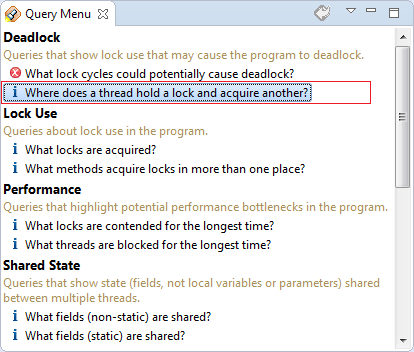 Query Menu
Deadlock
Queries that show lock use that may cause the program to deadlock.
What lock cycles could potentially cause deadlock?
Where does a thread hold a lock and acquire another?
Lock Use
Queries about lock use in the program.
What locks are acquired?
What methods acquire locks in more than one place?
Performance
Queries that highlight potential performance bottlenecks in the program.
What locks are contended for the longest time?
What threads are blocked for the longest time?
Shared State
Queries that show state (fields, not local variables or parameters) shared
between multiple threads.
What fields (non-static) are shared?
What fields (static) are shared?